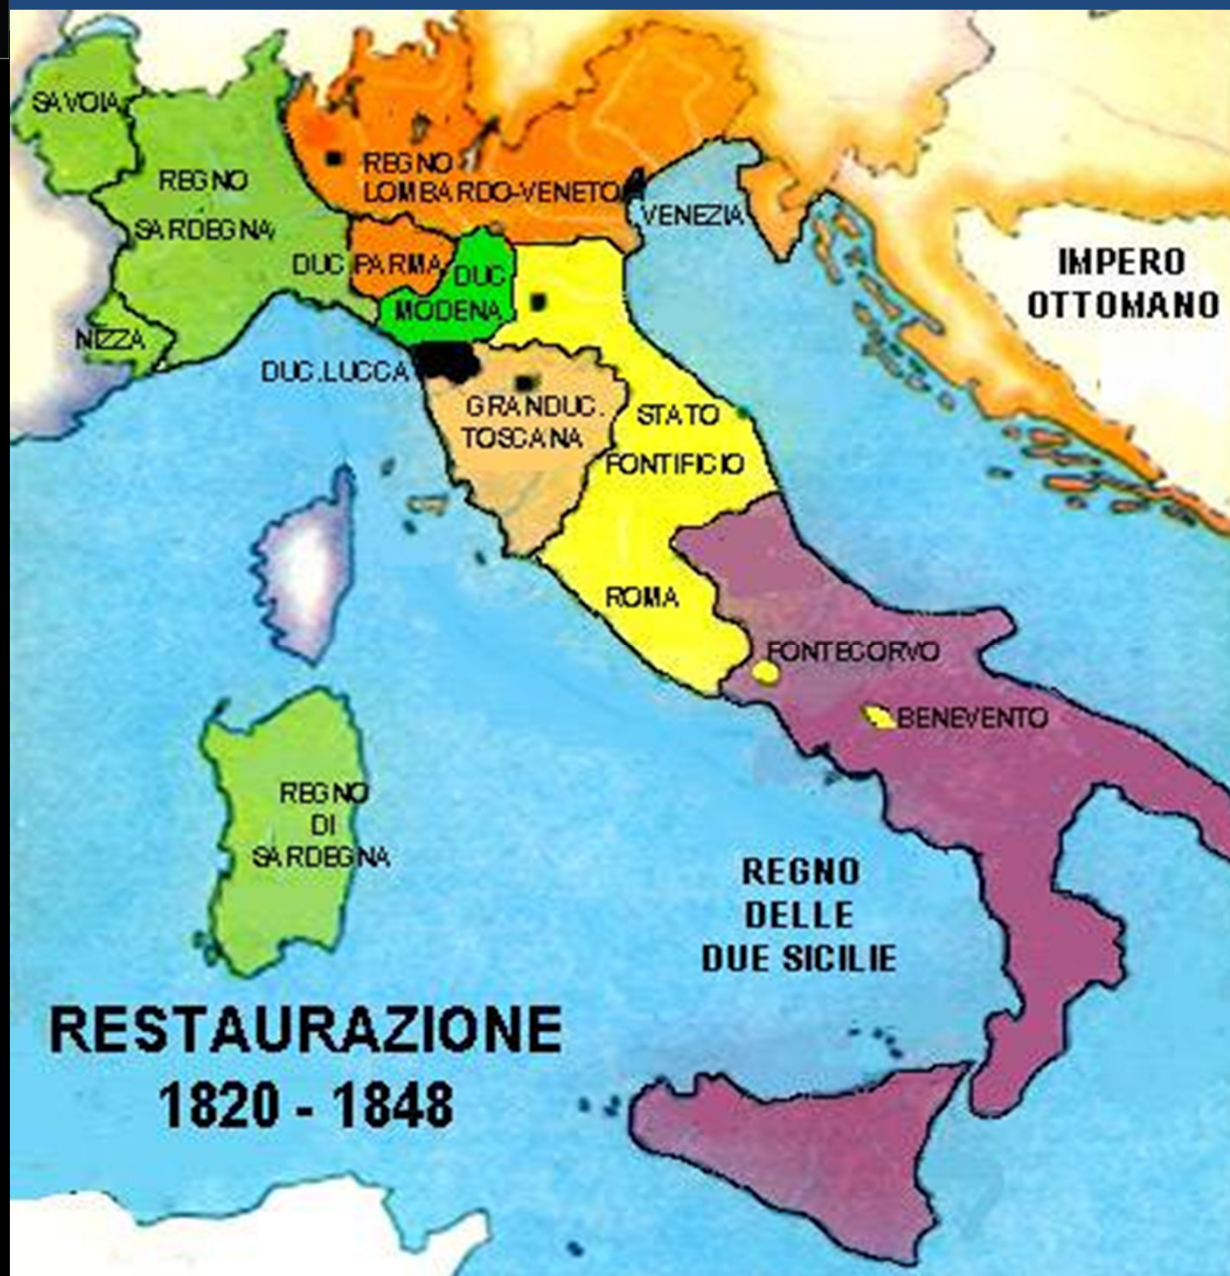 SAVOIA
REGNO
SARDEGNA
REGNO
LOMBARDO-VENETO
VENEZIA
DUC. PARMA
DUC
MODENA
NIZZA
DUC.LUCCA
GRANDUC.
TOSCANA
STATO
FONTIFICIO
ROMA
IMPERO
OTTOMANO
FONTECORVO
BENEVENTO
REGNO
DI
SARDEGNA
REGNO
DELLE
DUE SICILIE
RESTAURAZIONE
1820 - 1848